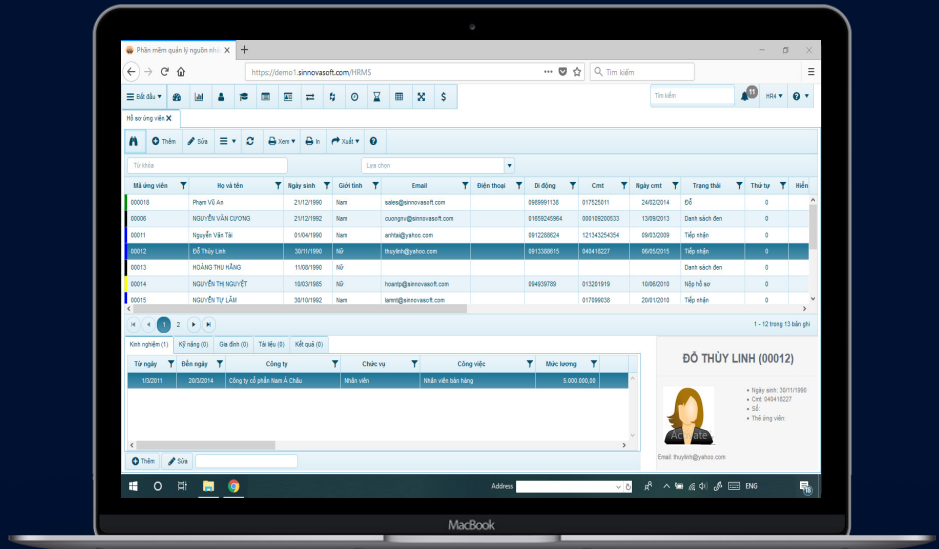 Phần mềm quản lý nguồn nhân X +
https://demo1.sinnovasoft.com/HRMS Tìm kiếm
Bắt đầu Tìm kiếm 11 HR4
Hồ sơ ứng viên X
Thêm Sửa Xem In Xuất
Từ khóa Lựa chọn
Mã ứng viên Họ và tên Ngày sinh Giới tính Email Điện thoại Di động Cmt Ngày cmt Trạng thái Thứ tự Hiển
000018 Phạm Vũ An 21/12/1990 Nam sales@sinnovasoft.com 0989991138 017525011 24/02/2014 Đỗ 0
00006 NGUYỄN VĂN CƯƠNG 21/12/1992 Nam cuongnv@sinnovasoft.com 01659245964 000109200533 13/09/2013 Danh sách đen 0
00011 Nguyễn Văn Tài 01/04/1990 Nam anhtai@yahoo.com 0912288624 121343254354 09/03/2009 Tiếp nhận 0
00012 Đỗ Thùy Linh 30/11/1990 Nữ thuylinh@yahoo.com 0913388615 040418227 06/05/2015 Tiếp nhận 0
00013 HOÀNG THU HẰNG 11/08/1990 Nữ Danh sách đen 0
00014 NGUYỄN THỊ NGUYỆT 10/03/1985 Nữ hoantp@sinnovasoft.com 094939789 013201919 10/06/2010 Nộp hồ sơ 0
00015 NGUYỄN TỰ LÂM 30/10/1992 Nam lamnt@sinnovasoft.com 017099038 20/01/2010 Tiếp nhận 0
1 2 1 - 12 trong 13 bản ghi
Kinh nghiệm (1) Kỹ năng (0) Gia đình (0) Tài liệu (0) Kết quả (0)
Từ ngày Đến ngày Công ty Chức vụ Công việc Mức lương
1/3/2011 20/3/2014 Công ty cổ phần Nam Á Châu Nhân viên Nhân viên bán hàng 5.000.000,00
ĐỖ THÙY LINH (00012)
Ngày sinh: 30/11/1990
Cmt: 040418227
Số:
Thẻ ứng viên:
Activate
Email: thuylinh@yahoo.com
Thêm Sửa
Address ENG 18
MacBook